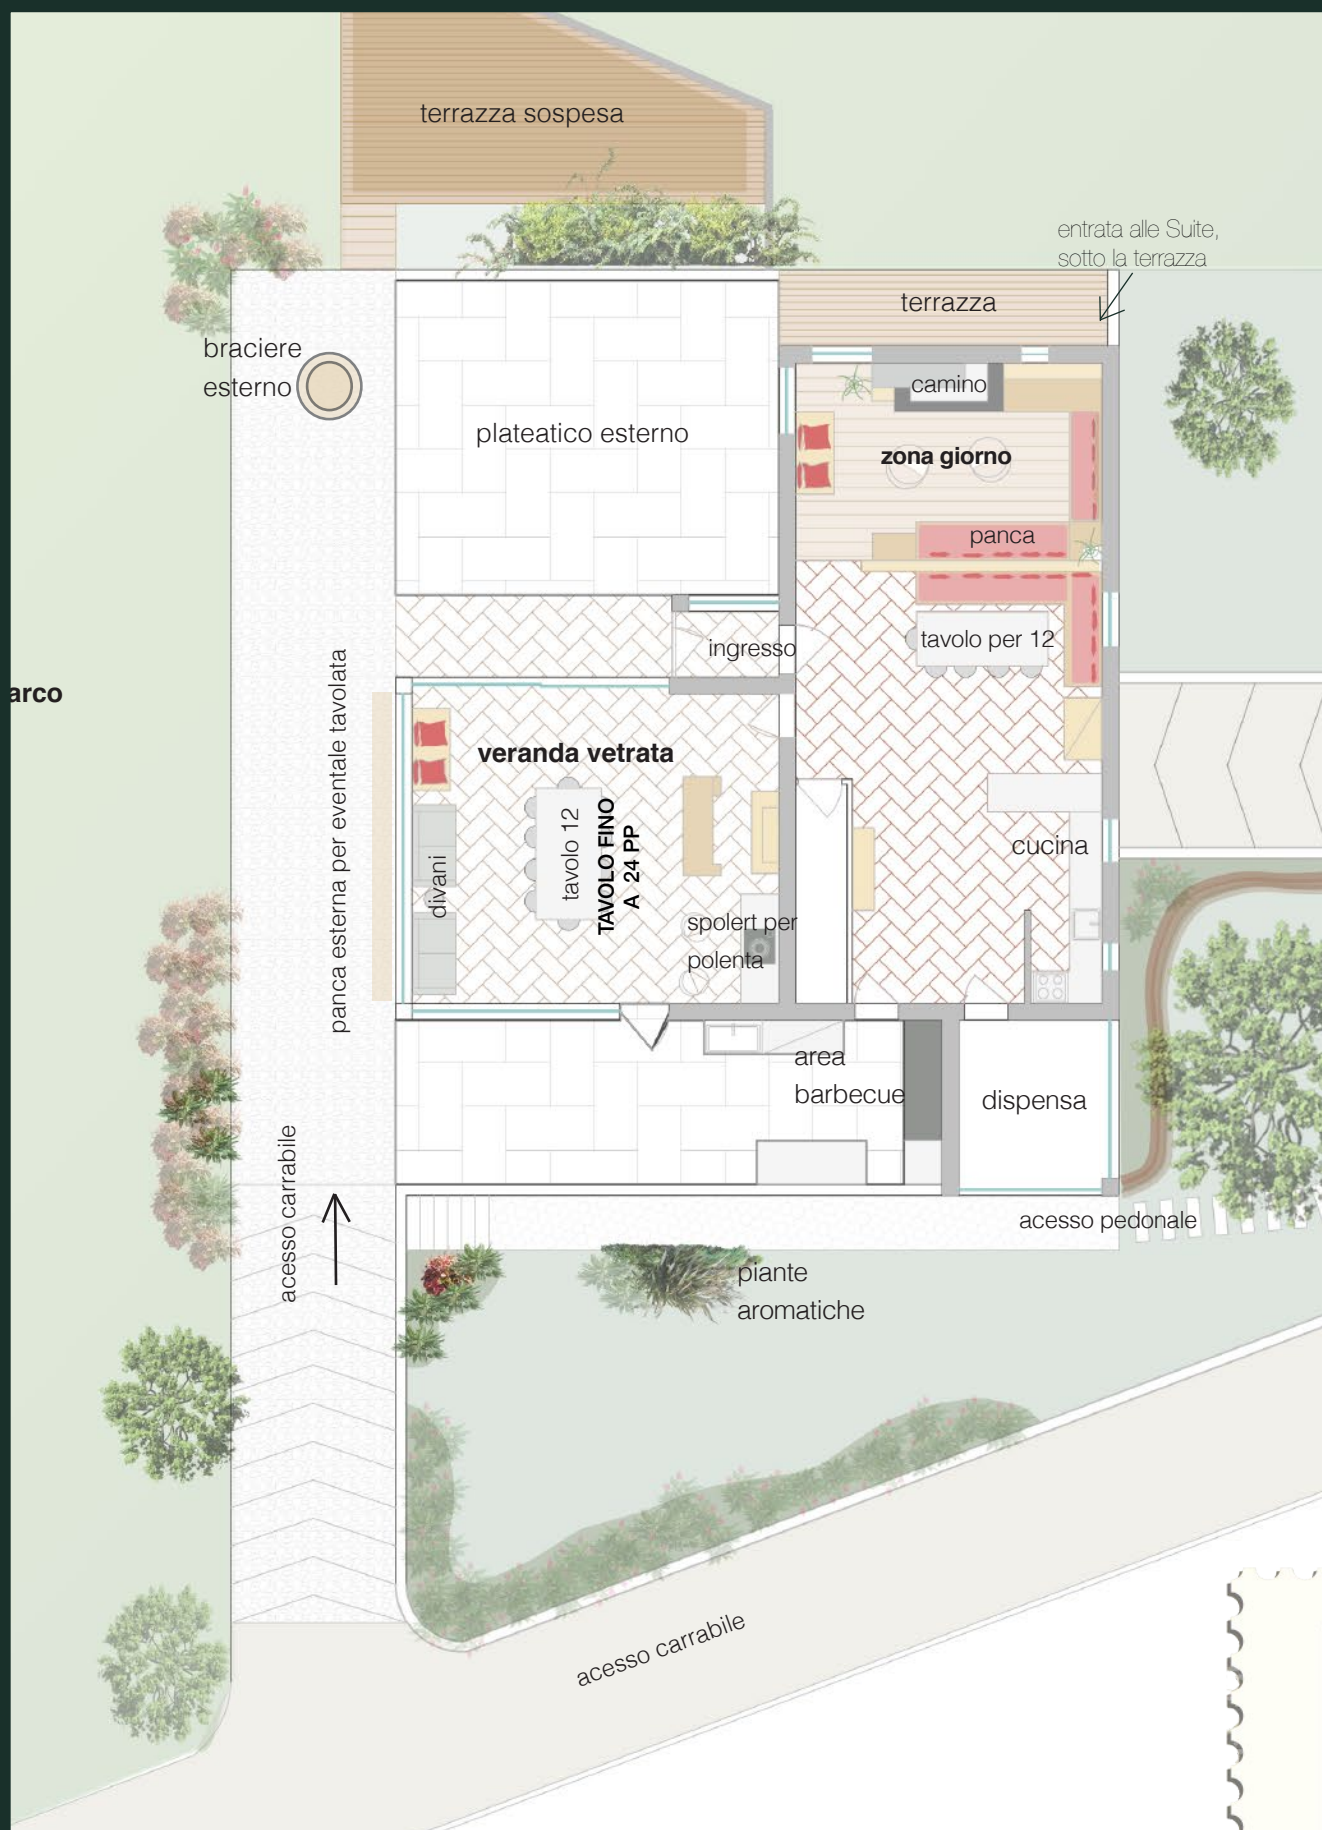 terrazza sospesa
entrata alle Suite,
sotto la terrazza
terrazza
braciere
esterno
camino
plateatico esterno
zona giorno
panca
ingresso
tavolo per 12
arco
panca esterna per eventale tavolata
veranda vetrata
divani
tavolo 12
TAVOLO FINO
A 24 PP
cucina
spolert per
polenta
area
barbecue
dispensa
acesso carrabile
acesso pedonale
piante
aromatiche
acesso carrabile